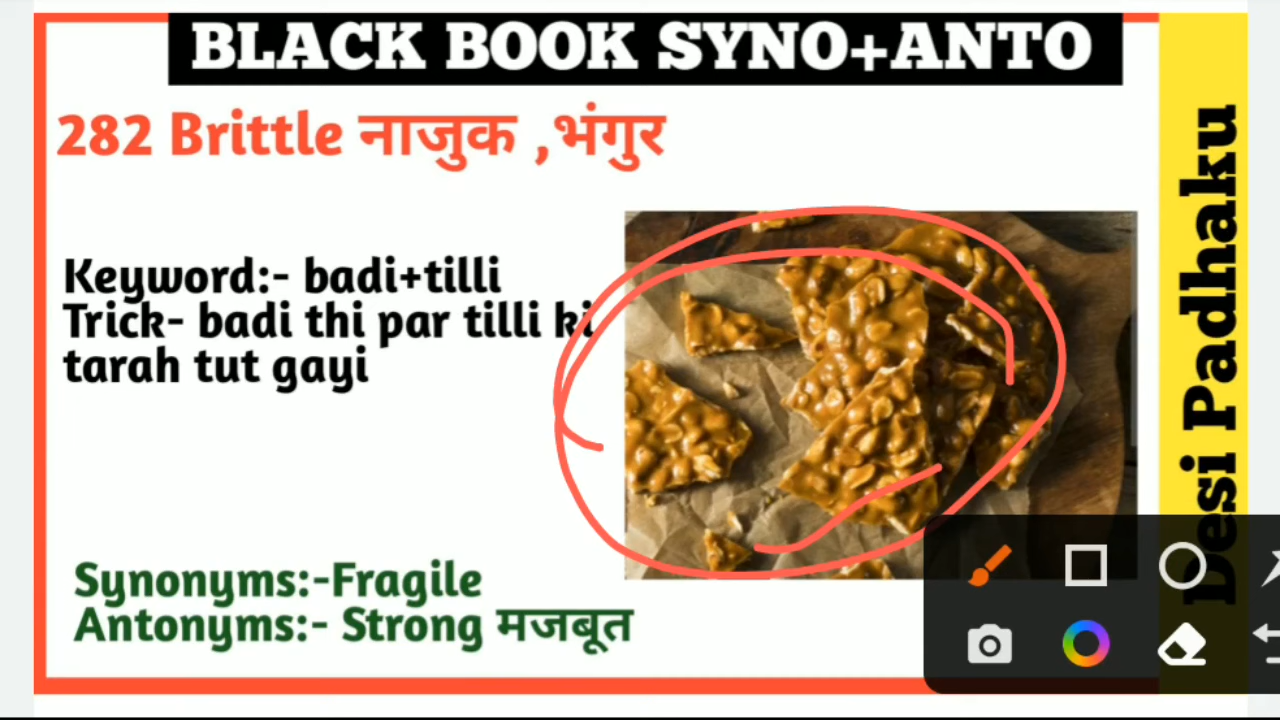 BLACK BOOK SYNO+ANTO
282 Brittle नाजुक ,भंगुर
Keyword:- badi+tilli
Trick- badi thi par tilli ki
tarah tut gayi
Synonyms:-Fragile
Antonyms:- Strong मजबूत
Desi Padhaku